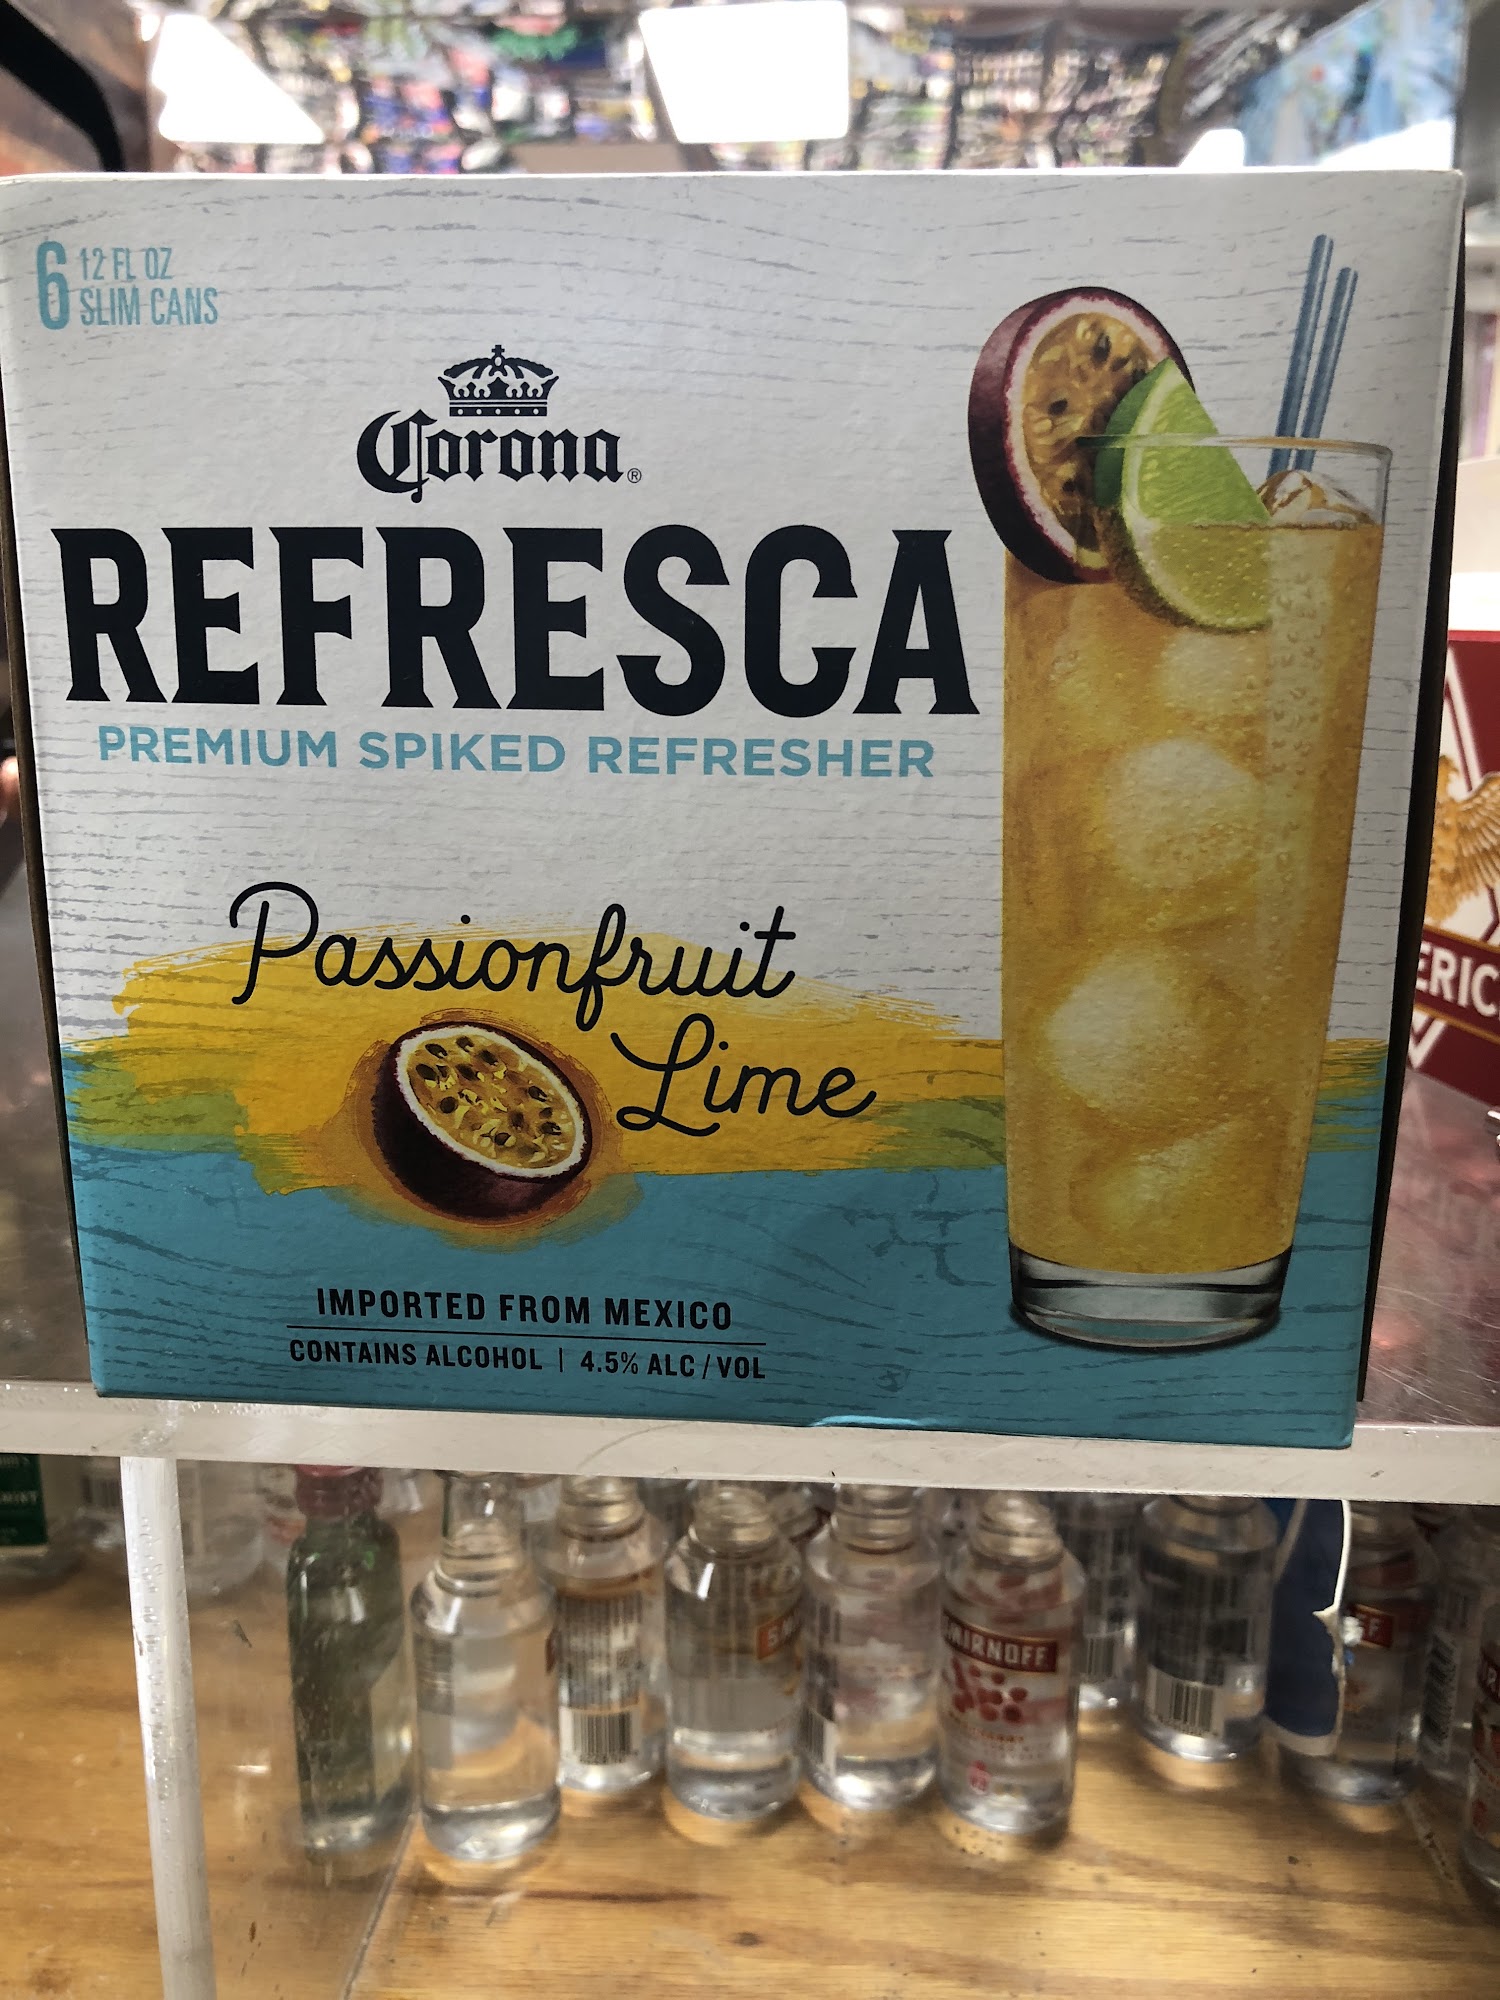 6 12 FL OZ
SLIM CANS
Corona®
REFRESCA
PREMIUM SPIKED REFRESHER
Passionfruit
Lime
IMPORTED FROM MEXICO
CONTAINS ALCOHOL | 4.5% ALC/VOL
ERIC
SMIRNOFF